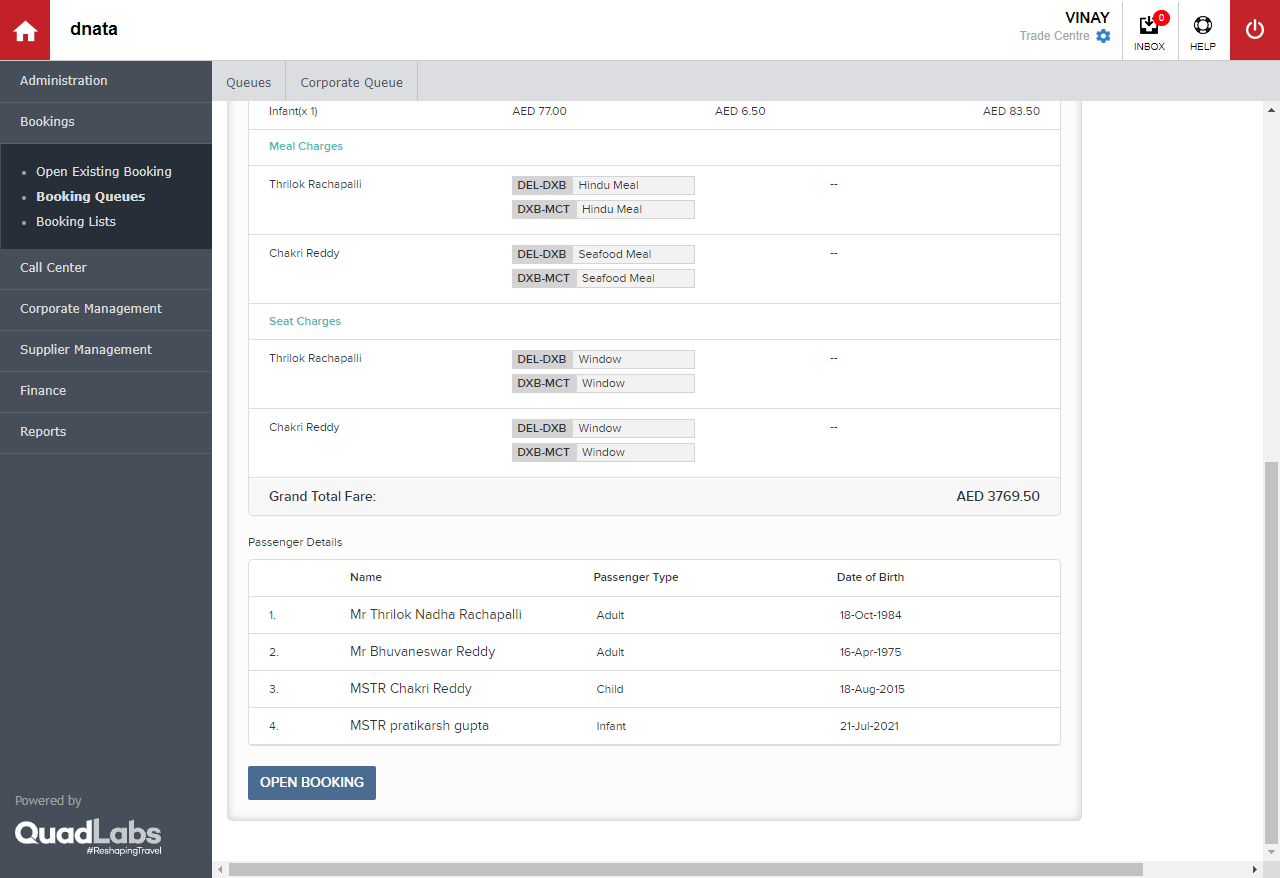 dnata
VINAY
Trade Centre
0
INBOX
HELP
Administration
Bookings
Open Existing Booking
Booking Queues
Booking Lists
Call Center
Corporate Management
Supplier Management
Finance
Reports
Powered by
QuadLabs
#ReshapingTravel
Queues Corporate Queue
Infant(x 1) AED 77.00 AED 6.50 AED 83.50
Meal Charges
Thrilok Rachapalli DEL-DXB Hindu Meal --
DXB-MCT Hindu Meal
Chakri Reddy DEL-DXB Seafood Meal --
DXB-MCT Seafood Meal
Seat Charges
Thrilok Rachapalli DEL-DXB Window --
DXB-MCT Window
Chakri Reddy DEL-DXB Window --
DXB-MCT Window
Grand Total Fare: AED 3769.50
Passenger Details
Name Passenger Type Date of Birth
1. Mr Thrilok Nadha Rachapalli Adult 18-Oct-1984
2. Mr Bhuvaneswar Reddy Adult 16-Apr-1975
3. MSTR Chakri Reddy Child 18-Aug-2015
4. MSTR pratikarsh gupta Infant 21-Jul-2021
OPEN BOOKING